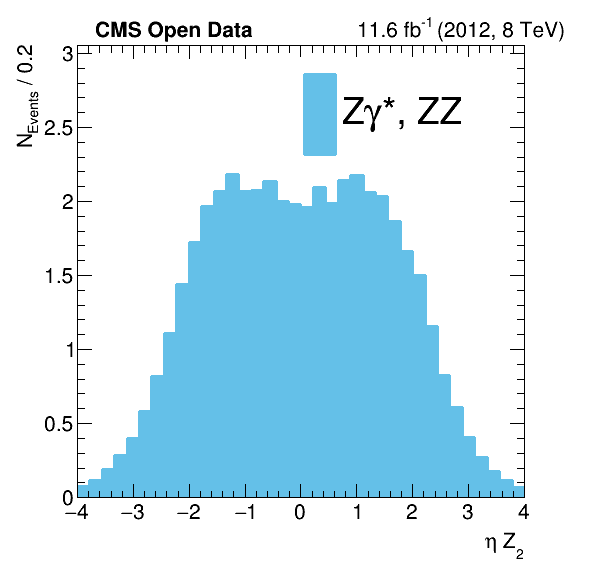 CMS Open Data 11.6 fb⁻¹ (2012, 8 TeV)
N_Events / 0.2
Zγ*, ZZ
3
2.5
2
1.5
1
0.5
0
−4 −3 −2 −1 0 1 2 3 4
η Z₂